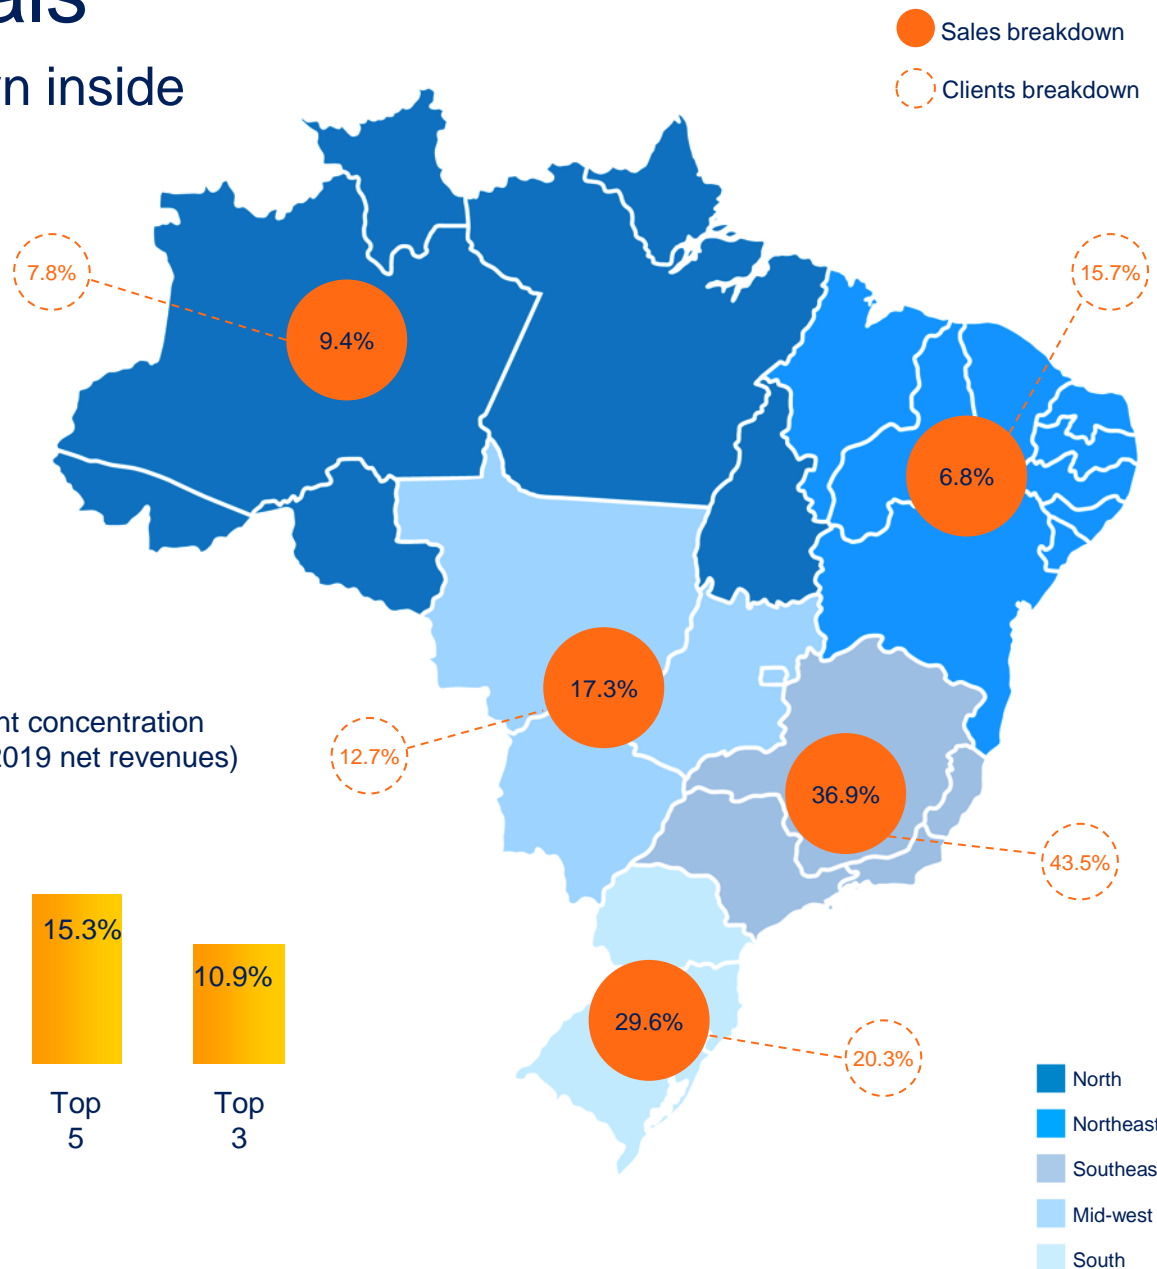 n inside
Sales breakdown
Clients breakdown
7.8%
9.4%
15.7%
6.8%
17.3%
12.7%
36.9%
43.5%
29.6%
20.3%
nt concentration
2019 net revenues)
15.3%
10.9%
Top
5
Top
3
North
Northeast
Southeas
Mid-west
South